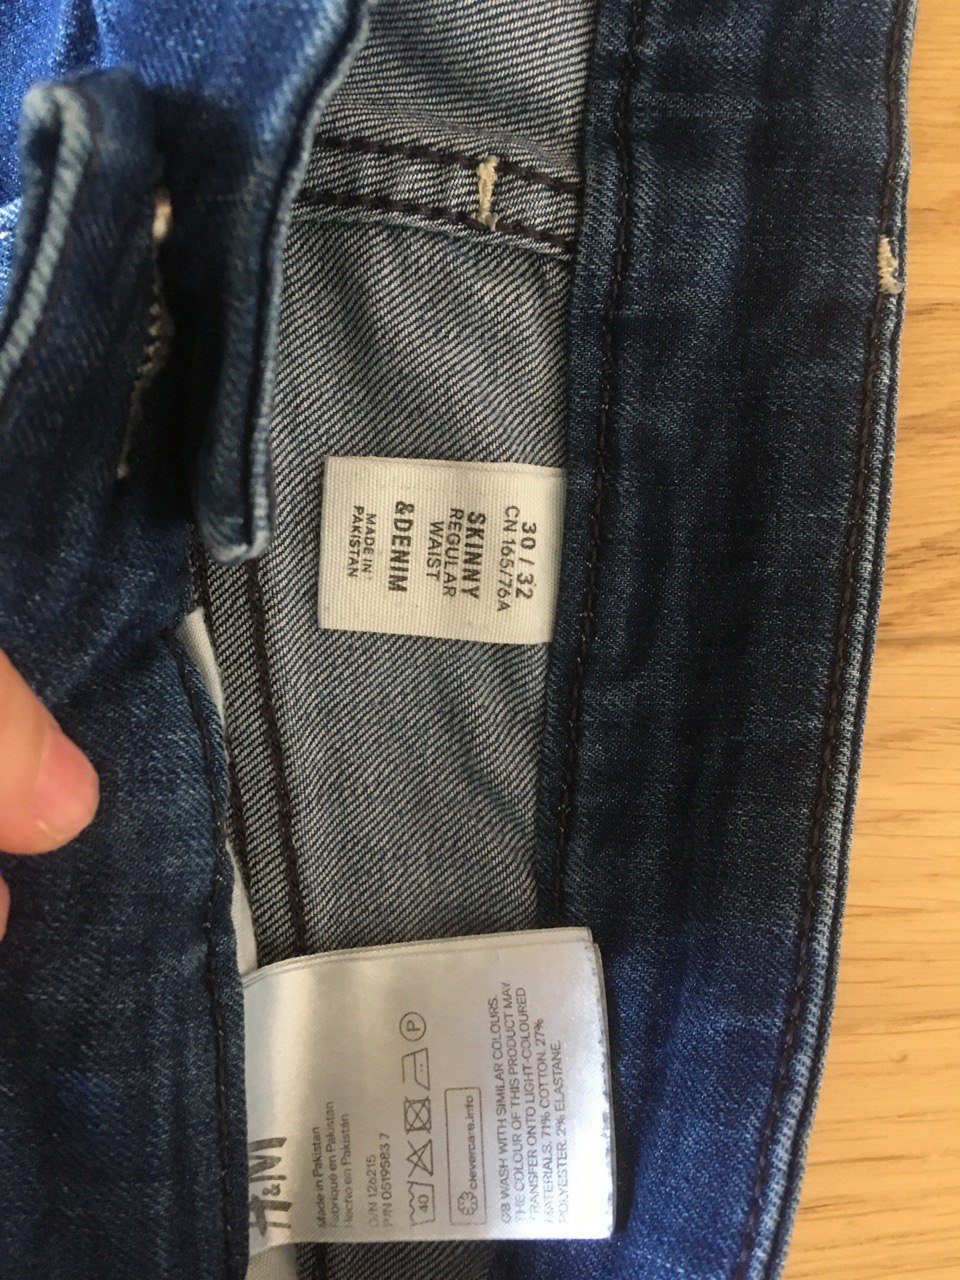 30 / 32
CN 165/76A
SKINNY
REGULAR
WAIST
&DENIM
MADE IN
PAKISTAN
H&M
Made in Pakistan
Fabriqué en Pakistan
Hecho en Pakistán
O/N 126215
P/N 0519583 7
40
P
clevercare.info
GB WASH WITH SIMILAR COLOURS.
THE COLOUR OF THIS PRODUCT MAY
TRANSFER ONTO LIGHT-COLOURED
MATERIALS. 71% COTTON. 27%
POLYESTER. 2% ELASTANE.